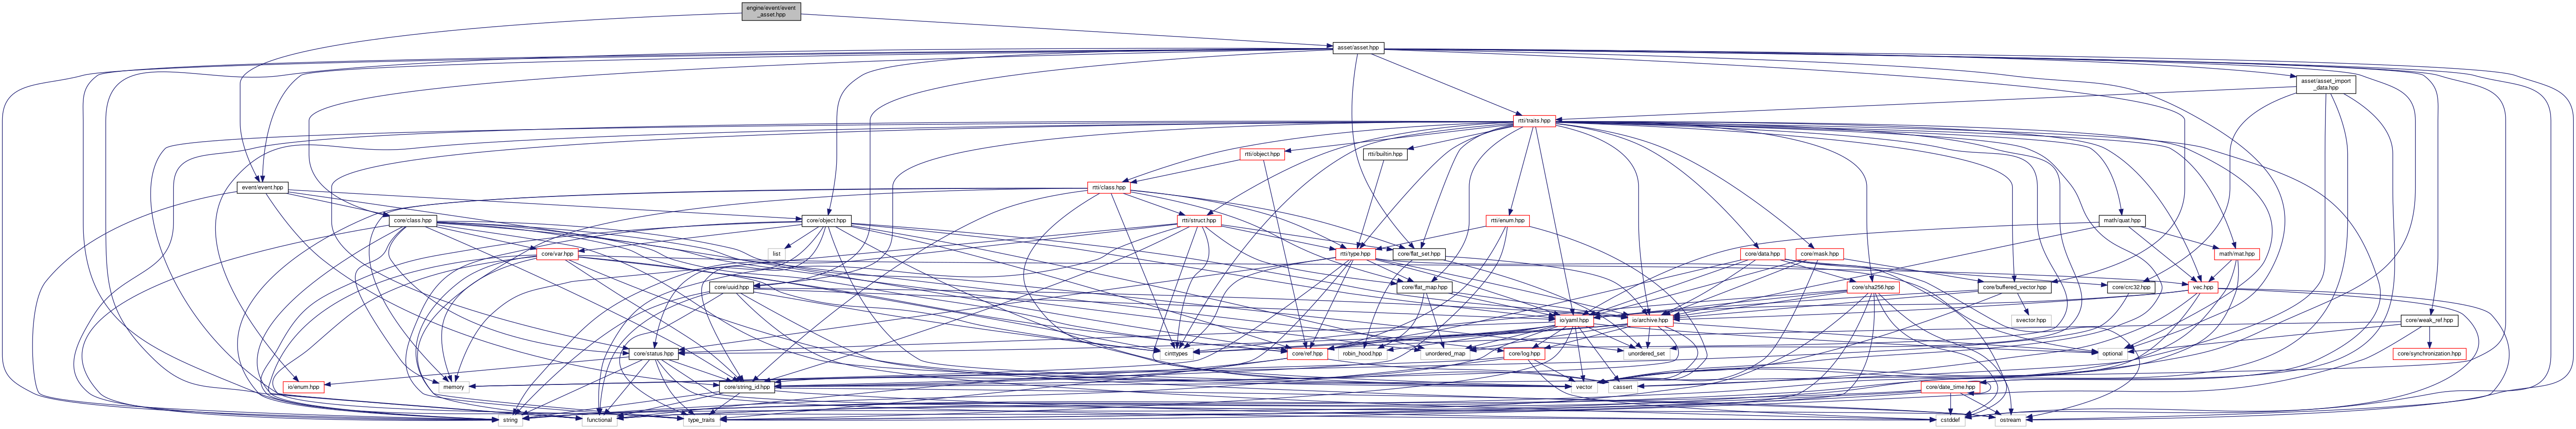 engine/event/event
_asset.hpp
asset/asset.hpp
asset/asset_import
_data.hpp
rtti/traits.hpp
rtti/object.hpp
rtti/builtin.hpp
event/event.hpp
rtti/class.hpp
core/class.hpp
core/object.hpp
rtti/struct.hpp
rtti/enum.hpp
math/quat.hpp
list
core/var.hpp
rtti/type.hpp
core/flat_set.hpp
core/data.hpp
core/mask.hpp
math/mat.hpp
core/uuid.hpp
core/flat_map.hpp
core/sha256.hpp
core/buffered_vector.hpp
core/crc32.hpp
vec.hpp
io/yaml.hpp
io/archive.hpp
svector.hpp
core/weak_ref.hpp
core/status.hpp
cinttypes
core/ref.hpp
robin_hood.hpp
unordered_map
core/log.hpp
unordered_set
optional
core/synchronization.hpp
io/enum.hpp
memory
core/string_id.hpp
vector
cassert
core/date_time.hpp
string
functional
type_traits
cstddef
ostream